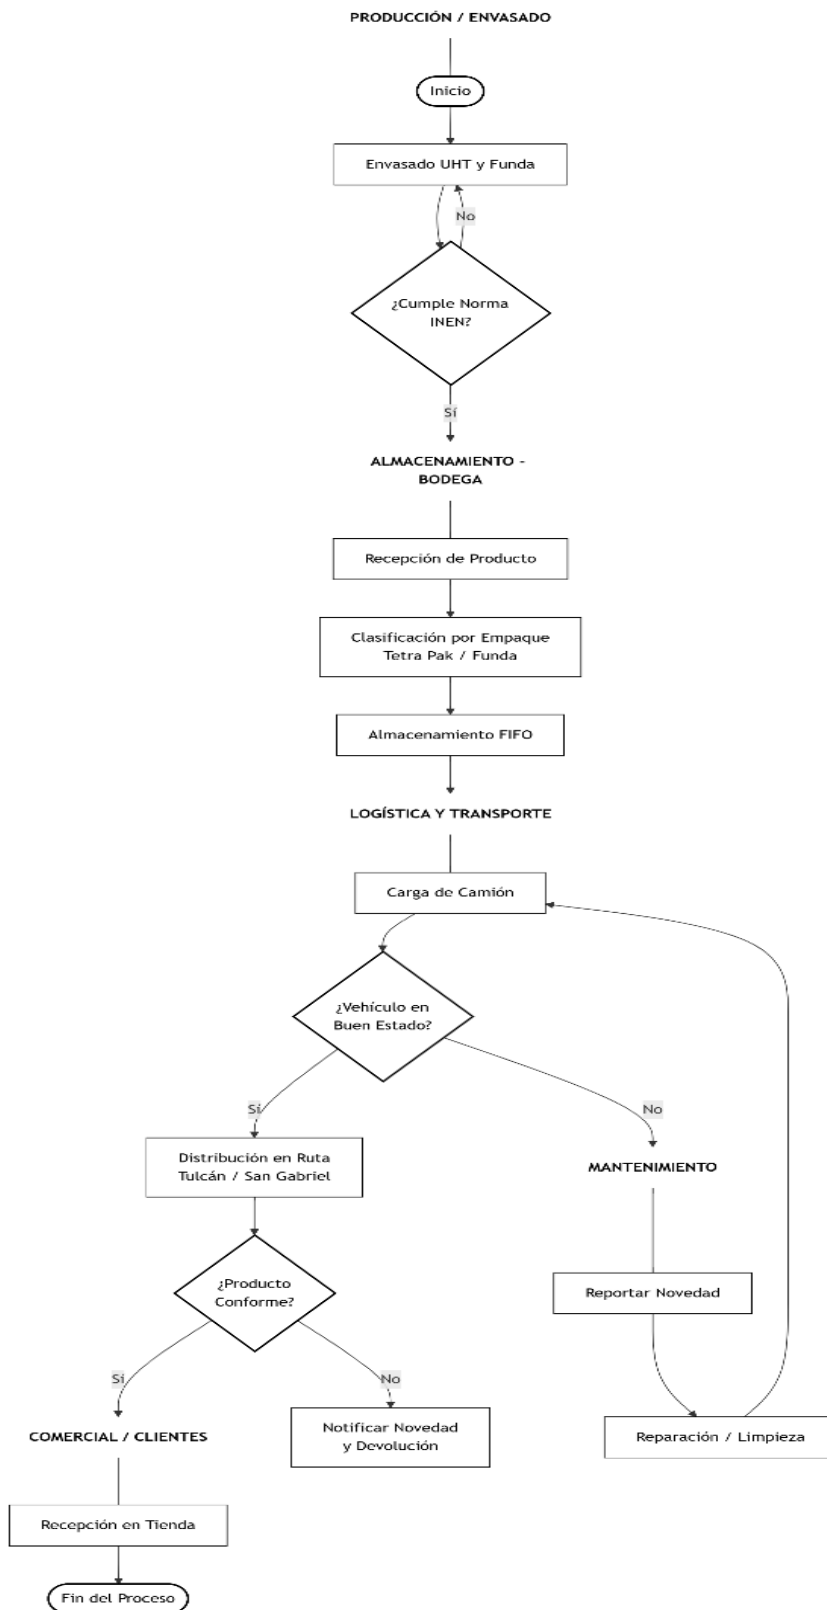 PRODUCCIÓN / ENVASADO
Inicio
Envasado UHT y Funda
No
¿Cumple Norma
INEN?
Sí
ALMACENAMIENTO -
BODEGA
Recepción de Producto
Clasificación por Empaque
Tetra Pak / Funda
Almacenamiento FIFO
LOGÍSTICA Y TRANSPORTE
Carga de Camión
¿Vehículo en
Buen Estado?
Sí
No
Distribución en Ruta
Tulcán / San Gabriel
MANTENIMIENTO
¿Producto
Conforme?
Reportar Novedad
Sí
No
COMERCIAL / CLIENTES
Notificar Novedad
y Devolución
Reparación / Limpieza
Recepción en Tienda
Fin del Proceso